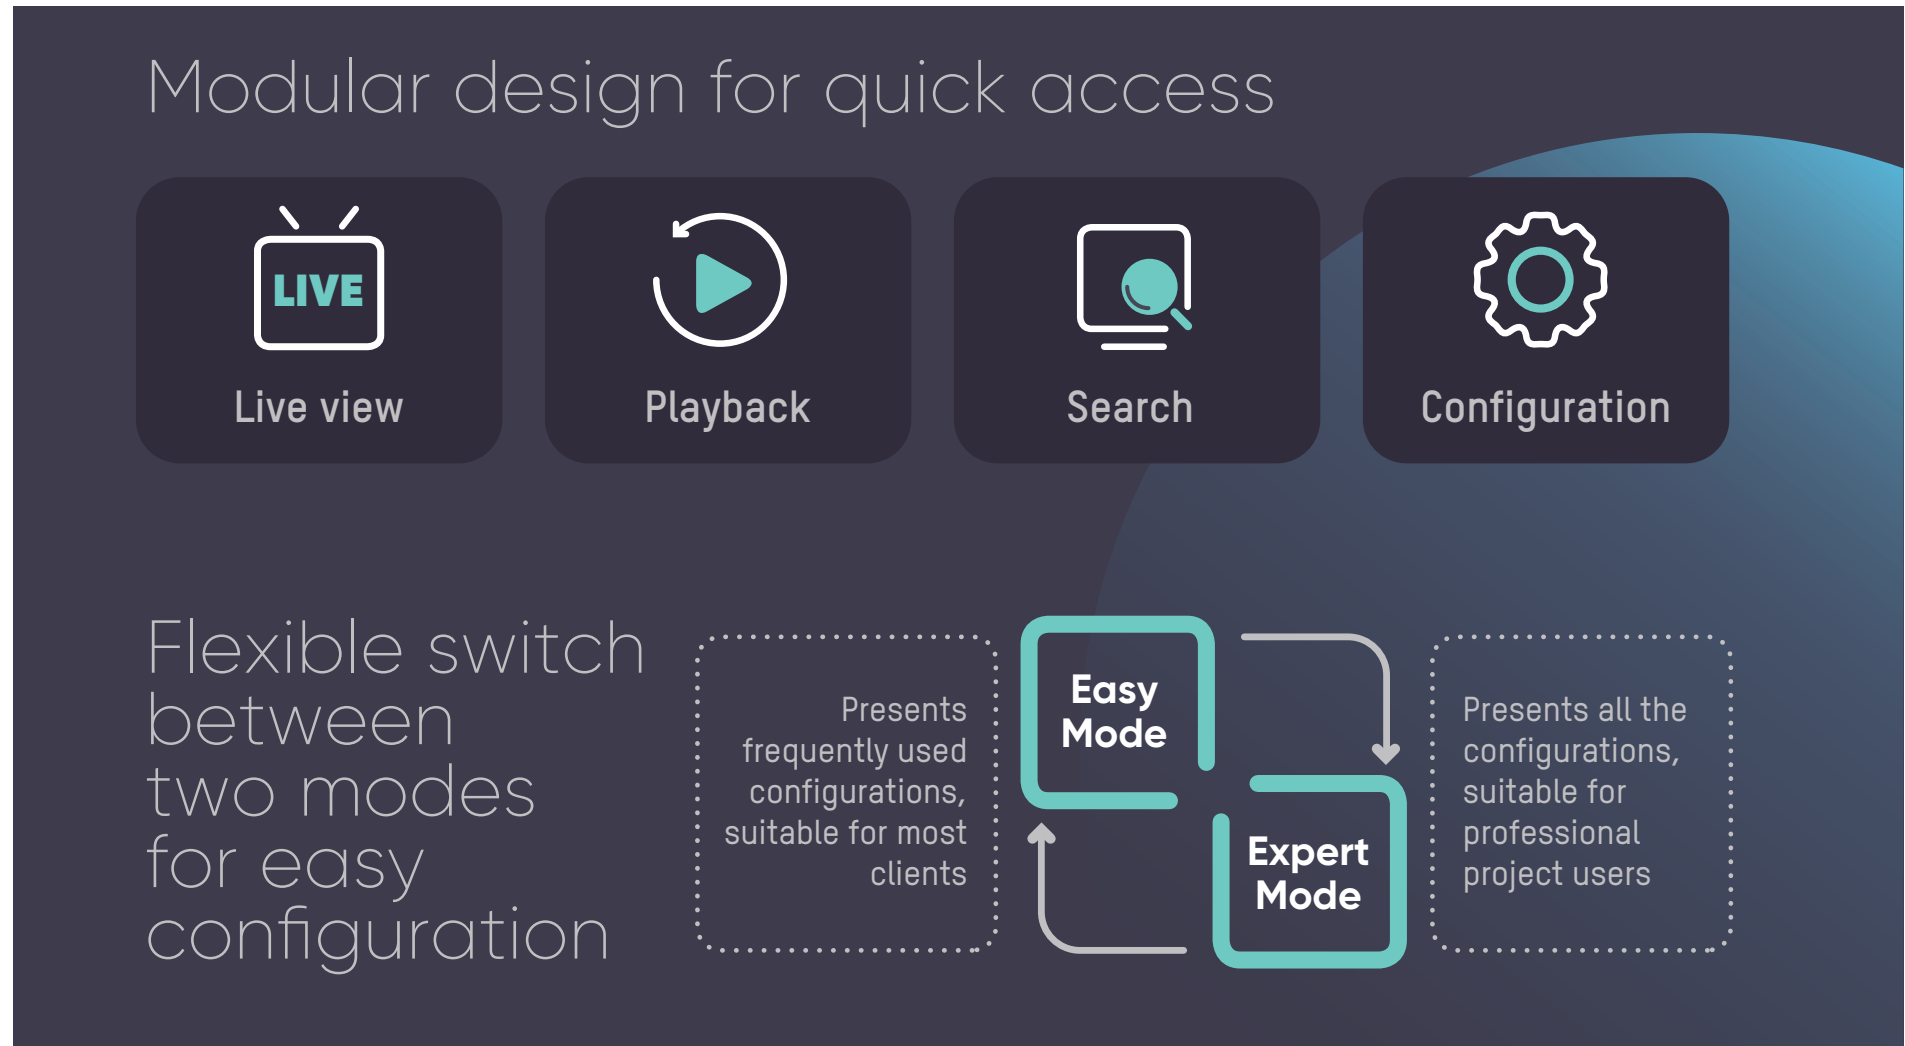 Modular design for quick access
LIVE
Live view
Playback
Search
Configuration
Flexible switch
between
two modes
for easy
configuration
Presents
frequently used
configurations,
suitable for most
clients
Easy
Mode
Expert
Mode
Presents all the
configurations,
suitable for
professional
project users